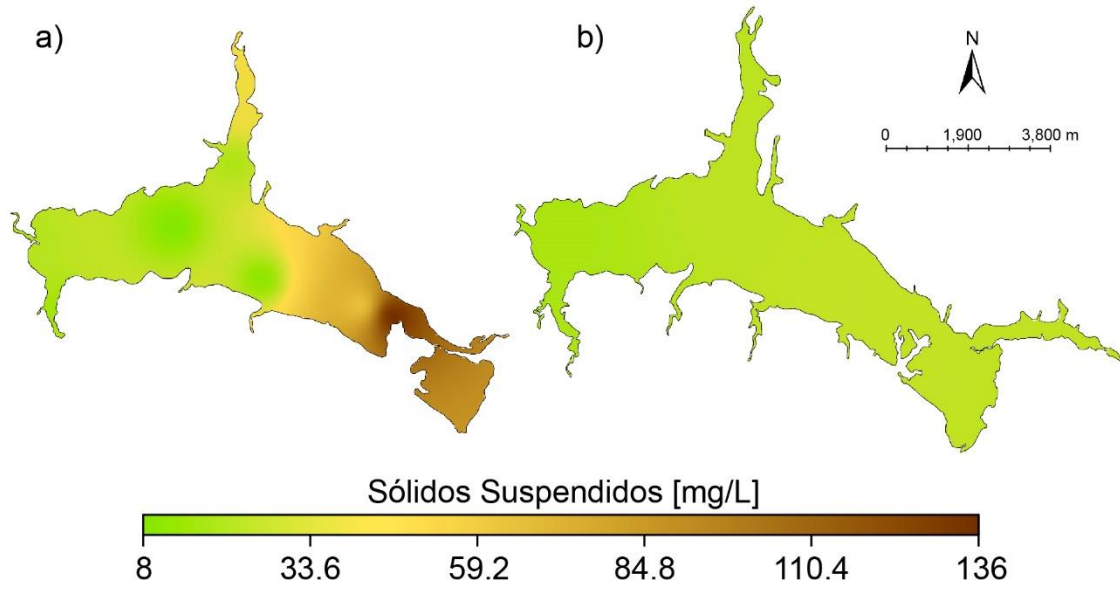 a)
b)
N
0 1,900 3,800 m
Sólidos Suspendidos [mg/L]
8 33.6 59.2 84.8 110.4 136